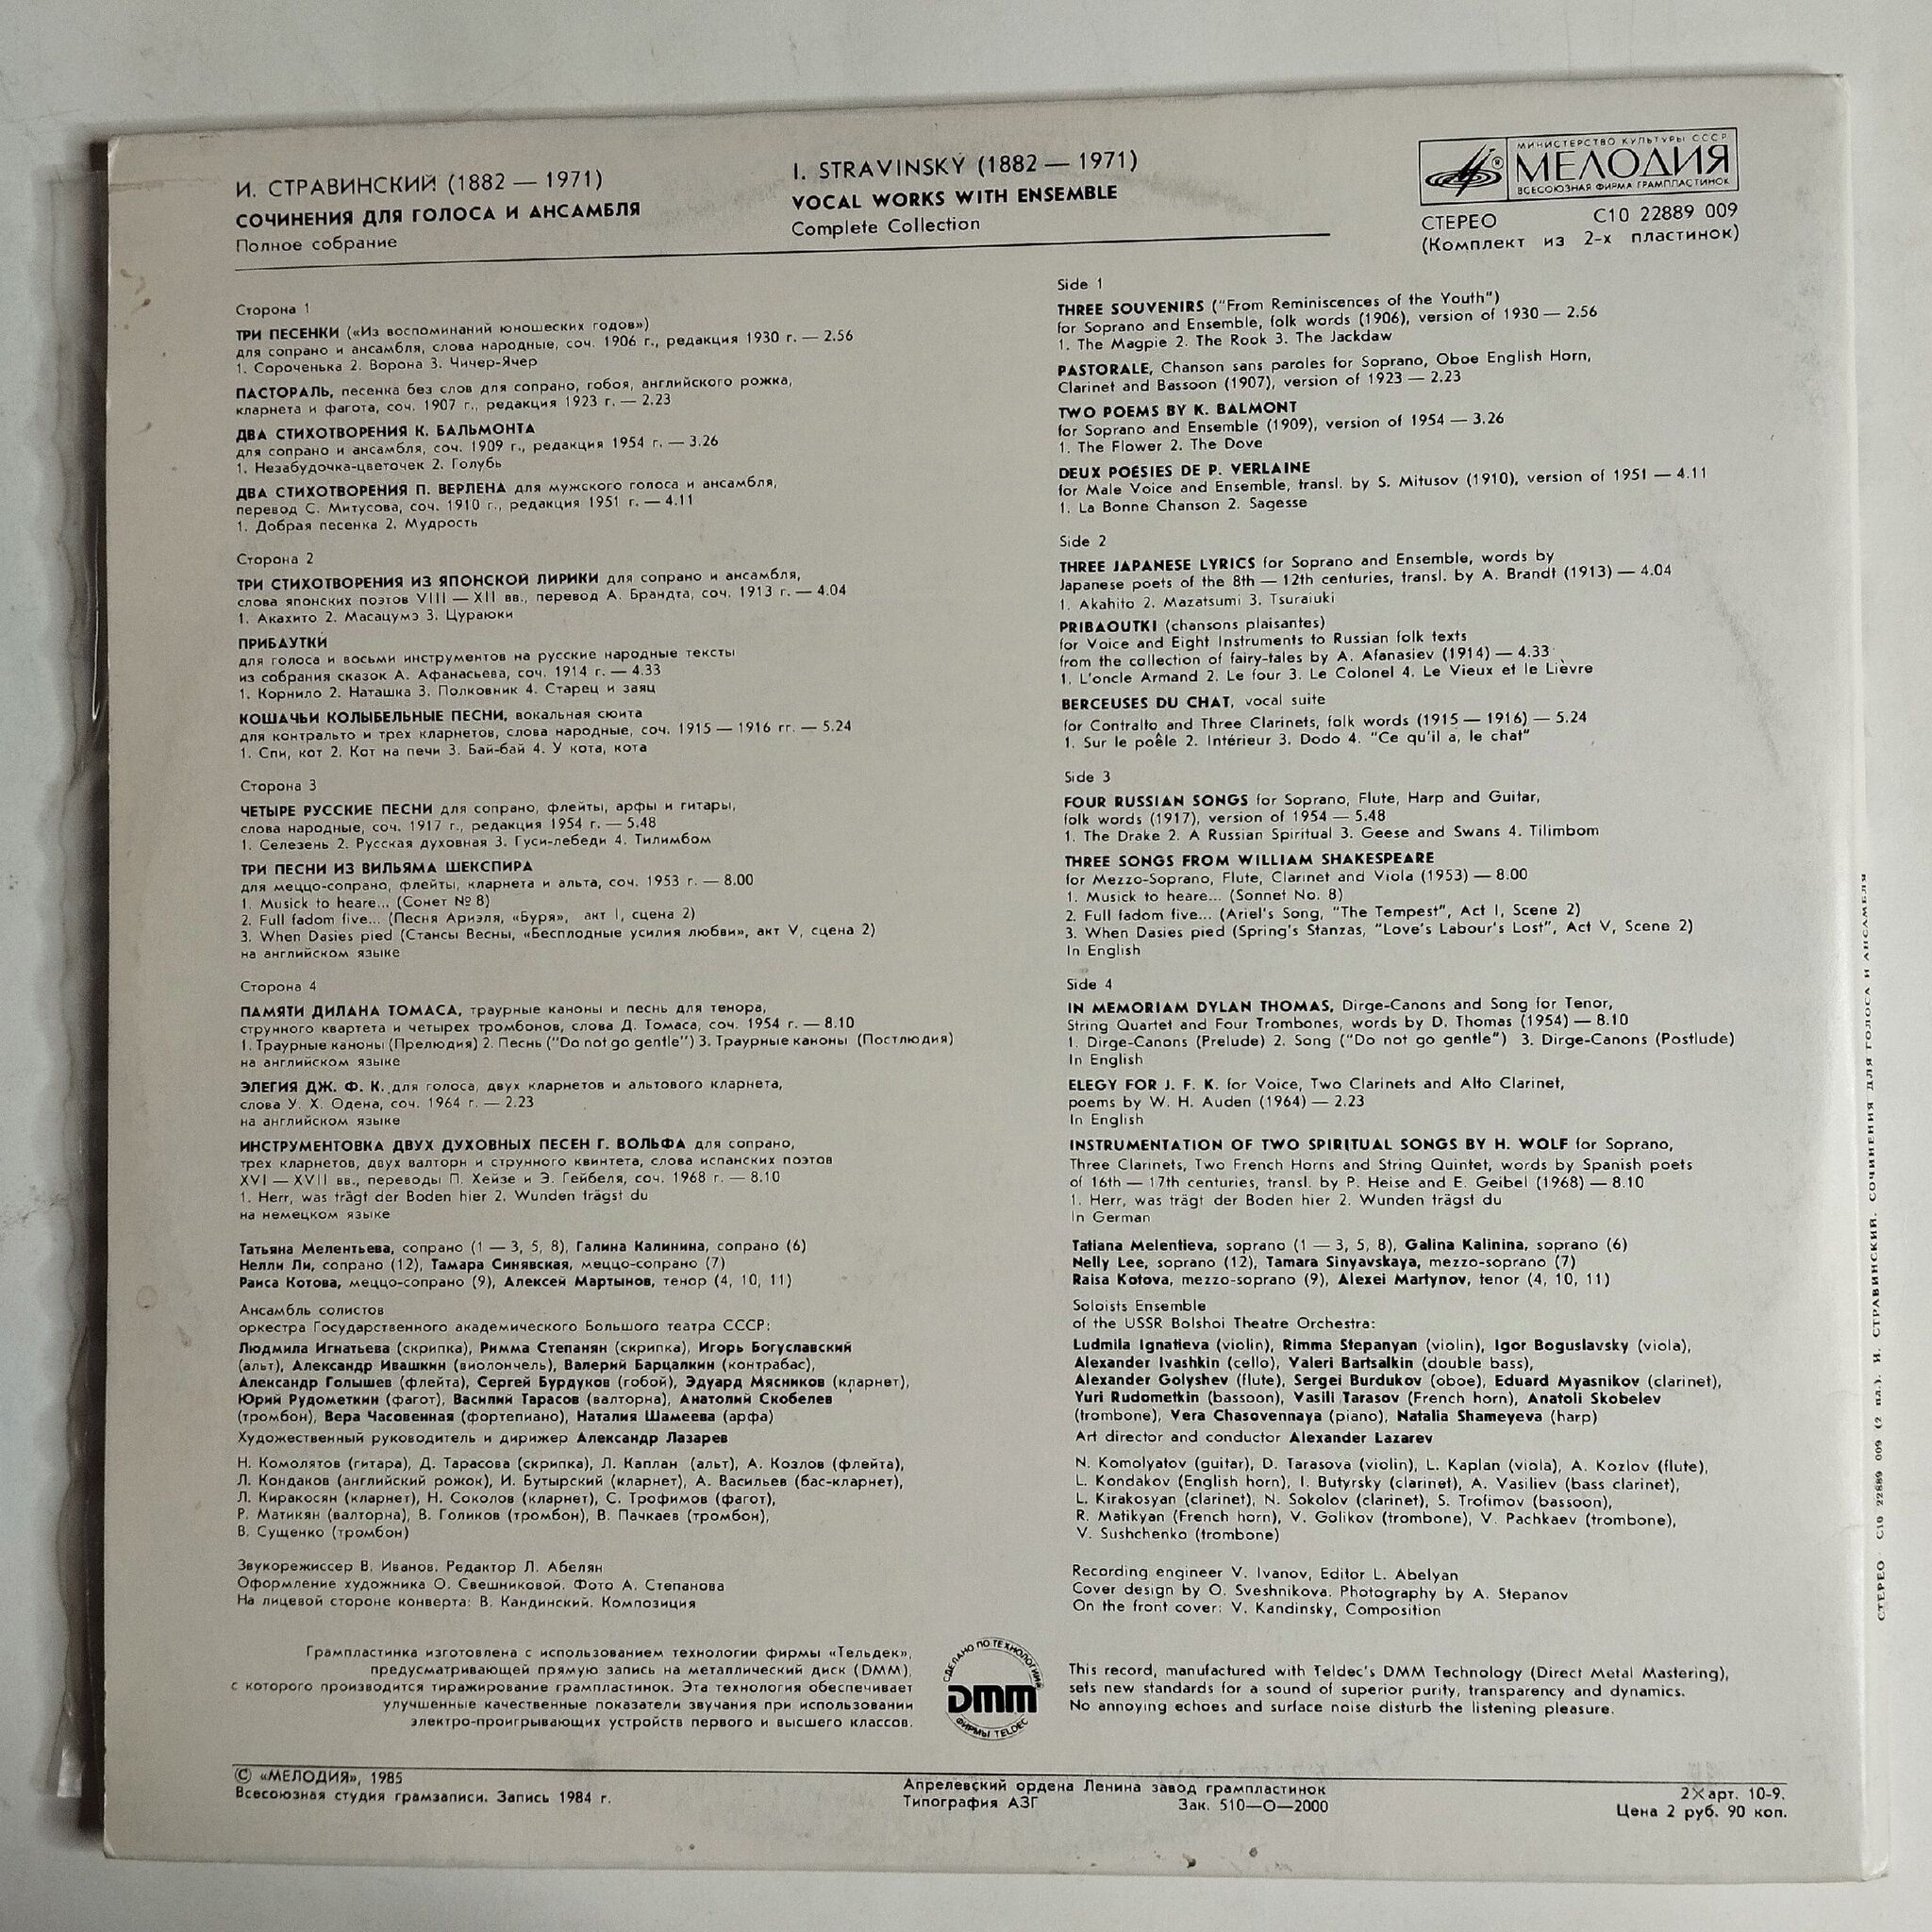 И. СТРАВИНСКИЙ (1882 — 1971)
СОЧИНЕНИЯ ДЛЯ ГОЛОСА И АНСАМБЛЯ
Полное собрание
I. STRAVINSKY (1882 — 1971)
VOCAL WORKS WITH ENSEMBLE
Complete Collection
МИНИСТЕРСТВО КУЛЬТУРЫ СССР
МЕЛОДИЯ
ВСЕСОЮЗНАЯ ФИРМА ГРАМПЛАСТИНОК
СТЕРЕО С10 22889 009
(Комплект из 2-х пластинок)
Сторона 1
ТРИ ПЕСЕНКИ («Из воспоминаний юношеских годов»)
для сопрано и ансамбля, слова народные, соч. 1906 г., редакция 1930 г. — 2.56
1. Сороченька 2. Ворона 3. Чичер-Ячер
ПАСТОРАЛЬ, песенка без слов для сопрано, гобоя, английского рожка,
кларнета и фагота, соч. 1907 г., редакция 1923 г. — 2.23
ДВА СТИХОТВОРЕНИЯ К. БАЛЬМОНТА
для сопрано и ансамбля, соч. 1909 г., редакция 1954 г. — 3.26
1. Незабудочка-цветочек 2. Голубь
ДВА СТИХОТВОРЕНИЯ П. ВЕРЛЕНА для мужского голоса и ансамбля,
перевод С. Митусова, соч. 1910 г., редакция 1951 г. — 4.11
1. Добрая песенка 2. Мудрость
Сторона 2
ТРИ СТИХОТВОРЕНИЯ ИЗ ЯПОНСКОЙ ЛИРИКИ для сопрано и ансамбля,
слова японских поэтов VIII — XII вв., перевод А. Брандта, соч. 1913 г. — 4.04
1. Акахито 2. Масацумэ 3. Цураюки
ПРИБАУТКИ
для голоса и восьми инструментов на русские народные тексты
из собрания сказок А. Афанасьева, соч. 1914 г. — 4.33
1. Корнило 2. Наташка 3. Полковник 4. Старец и заяц
КОШАЧЬИ КОЛЫБЕЛЬНЫЕ ПЕСНИ, вокальная сюита
для контральто и трех кларнетов, слова народные, соч. 1915 — 1916 гг. — 5.24
1. Спи, кот 2. Кот на печи 3. Бай-бай 4. У кота, кота
Сторона 3
ЧЕТЫРЕ РУССКИЕ ПЕСНИ для сопрано, флейты, арфы и гитары,
слова народные, соч. 1917 г., редакция 1954 г. — 5.48
1. Селезень 2. Русская духовная 3. Гуси-лебеди 4. Тилимбом
ТРИ ПЕСНИ ИЗ ВИЛЬЯМА ШЕКСПИРА
для меццо-сопрано, флейты, кларнета и альта, соч. 1953 г. — 8.00
1. Musick to heare... (Сонет № 8)
2. Full fadom five... (Песня Ариэля, «Буря», акт I, сцена 2)
3. When Dasies pied (Стансы Весны, «Бесплодные усилия любви», акт V, сцена 2)
на английском языке
Сторона 4
ПАМЯТИ ДИЛАНА ТОМАСА, траурные каноны и песнь для тенора,
струнного квартета и четырех тромбонов, слова Д. Томаса, соч. 1954 г. — 8.10
1. Траурные каноны (Прелюдия) 2. Песнь ("Do not go gentle") 3. Траурные каноны (Постлюдия)
на английском языке
ЭЛЕГИЯ ДЖ. Ф. К. для голоса, двух кларнетов и альтового кларнета,
слова У. Х. Одена, соч. 1964 г. — 2.23
на английском языке
ИНСТРУМЕНТОВКА ДВУХ ДУХОВНЫХ ПЕСЕН Г. ВОЛЬФА для сопрано,
трех кларнетов, двух валторн и струнного квинтета, слова испанских поэтов
XVI — XVII вв., переводы П. Хейзе и Э. Гейбеля, соч. 1968 г. — 8.10
1. Herr, was trägt der Boden hier 2. Wunden trägst du
на немецком языке
Татьяна Мелентьева, сопрано (1 — 3, 5, 8), Галина Калинина, сопрано (6)
Нелли Ли, сопрано (12), Тамара Синявская, меццо-сопрано (7)
Раиса Котова, меццо-сопрано (9), Алексей Мартынов, тенор (4, 10, 11)
Ансамбль солистов
оркестра Государственного академического Большого театра СССР:
Людмила Игнатьева (скрипка), Римма Степанян (скрипка), Игорь Богуславский
(альт), Александр Ивашкин (виолончель), Валерий Барцалкин (контрабас),
Александр Голышев (флейта), Сергей Бурдуков (гобой), Эдуард Мясников (кларнет),
Юрий Рудометкин (фагот), Василий Тарасов (валторна), Анатолий Скобелев
(тромбон), Вера Часовенная (фортепиано), Наталия Шамеева (арфа)
Художественный руководитель и дирижер Александр Лазарев
Н. Комолятов (гитара), Д. Тарасова (скрипка), Л. Каплан (альт), А. Козлов (флейта),
Л. Кондаков (английский рожок), И. Бутырский (кларнет), А. Васильев (бас-кларнет),
Л. Киракосян (кларнет), Н. Соколов (кларнет), С. Трофимов (фагот),
Р. Матикян (валторна), В. Голиков (тромбон), В. Пачкаев (тромбон),
В. Сущенко (тромбон)
Звукорежиссер В. Иванов. Редактор Л. Абелян
Оформление художника О. Свешниковой. Фото А. Степанова
На лицевой стороне конверта: В. Кандинский. Композиция
Грампластинка изготовлена с использованием технологии фирмы «Тельдек»,
предусматривающей прямую запись на металлический диск (DMM),
с которого производится тиражирование грампластинок. Эта технология обеспечивает
улучшенные качественные показатели звучания при использовании
электро-проигрывающих устройств первого и высшего классов.
Side 1
THREE SOUVENIRS ("From Reminiscences of the Youth")
for Soprano and Ensemble, folk words (1906), version of 1930 — 2.56
1. The Magpie 2. The Rook 3. The Jackdaw
PASTORALE, Chanson sans paroles for Soprano, Oboe English Horn,
Clarinet and Bassoon (1907), version of 1923 — 2.23
TWO POEMS BY K. BALMONT
for Soprano and Ensemble (1909), version of 1954 — 3.26
1. The Flower 2. The Dove
DEUX POÉSIES DE P. VERLAINE
for Male Voice and Ensemble, transl. by S. Mitusov (1910), version of 1951 — 4.11
1. La Bonne Chanson 2. Sagesse
Side 2
THREE JAPANESE LYRICS for Soprano and Ensemble, words by
Japanese poets of the 8th — 12th centuries, transl. by A. Brandt (1913) — 4.04
1. Akahito 2. Mazatsumi 3. Tsuraiuki
PRIBAOUTKI (chansons plaisantes)
for Voice and Eight Instruments to Russian folk texts
from the collection of fairy-tales by A. Afanasiev (1914) — 4.33
1. L'oncle Armand 2. Le four 3. Le Colonel 4. Le Vieux et le Lièvre
BERCEUSES DU CHAT, vocal suite
for Contralto and Three Clarinets, folk words (1915 — 1916) — 5.24
1. Sur le poêle 2. Intérieur 3. Dodo 4. "Ce qu'il a, le chat"
Side 3
FOUR RUSSIAN SONGS for Soprano, Flute, Harp and Guitar,
folk words (1917), version of 1954 — 5.48
1. The Drake 2. A Russian Spiritual 3. Geese and Swans 4. Tilimbom
THREE SONGS FROM WILLIAM SHAKESPEARE
for Mezzo-Soprano, Flute, Clarinet and Viola (1953) — 8.00
1. Musick to heare... (Sonnet No. 8)
2. Full fadom five... (Ariel's Song, "The Tempest", Act I, Scene 2)
3. When Dasies pied (Spring's Stanzas, "Love's Labour's Lost", Act V, Scene 2)
In English
Side 4
IN MEMORIAM DYLAN THOMAS, Dirge-Canons and Song for Tenor,
String Quartet and Four Trombones, words by D. Thomas (1954) — 8.10
1. Dirge-Canons (Prelude) 2. Song ("Do not go gentle") 3. Dirge-Canons (Postlude)
In English
ELEGY FOR J. F. K. for Voice, Two Clarinets and Alto Clarinet,
poems by W. H. Auden (1964) — 2.23
In English
INSTRUMENTATION OF TWO SPIRITUAL SONGS BY H. WOLF for Soprano,
Three Clarinets, Two French Horns and String Quintet, words by Spanish poets
of 16th — 17th centuries, transl. by P. Heise and E. Geibel (1968) — 8.10
1. Herr, was trägt der Boden hier 2. Wunden trägst du
In German
Tatiana Melentieva, soprano (1 — 3, 5, 8), Galina Kalinina, soprano (6)
Nelly Lee, soprano (12), Tamara Sinyavskaya, mezzo-soprano (7)
Raisa Kotova, mezzo-soprano (9), Alexei Martynov, tenor (4, 10, 11)
Soloists Ensemble
of the USSR Bolshoi Theatre Orchestra:
Ludmila Ignatieva (violin), Rimma Stepanyan (violin), Igor Boguslavsky (viola),
Alexander Ivashkin (cello), Valeri Bartsalkin (double bass),
Alexander Golyshev (flute), Sergei Burdukov (oboe), Eduard Myasnikov (clarinet),
Yuri Rudometkin (bassoon), Vasili Tarasov (French horn), Anatoli Skobelev
(trombone), Vera Chasovennaya (piano), Natalia Shameyeva (harp)
Art director and conductor Alexander Lazarev
N. Komolyatov (guitar), D. Tarasova (violin), L. Kaplan (viola), A. Kozlov (flute),
L. Kondakov (English horn), I. Butyrsky (clarinet), A. Vasiliev (bass clarinet),
L. Kirakosyan (clarinet), N. Sokolov (clarinet), S. Trofimov (bassoon),
R. Matikyan (French horn), V. Golikov (trombone), V. Pachkaev (trombone),
V. Sushchenko (trombone)
Recording engineer V. Ivanov, Editor L. Abelyan
Cover design by O. Sveshnikova. Photography by A. Stepanov
On the front cover: V. Kandinsky, Composition
СДЕЛАНО ПО ТЕХНОЛОГИИ
DMM
ФИРМЫ TELDEC
This record, manufactured with Teldec's DMM Technology (Direct Metal Mastering),
sets new standards for a sound of superior purity, transparency and dynamics.
No annoying echoes and surface noise disturb the listening pleasure.
© «МЕЛОДИЯ», 1985
Всесоюзная студия грамзаписи. Запись 1984 г.
Апрелевский ордена Ленина завод грампластинок
Типография АЗГ Зак. 510—О—2000
2×арт. 10-9.
Цена 2 руб. 90 коп.
СТЕРЕО С10 22889 009 (2 пл.). И. СТРАВИНСКИЙ. СОЧИНЕНИЯ ДЛЯ ГОЛОСА И АНСАМБЛЯ